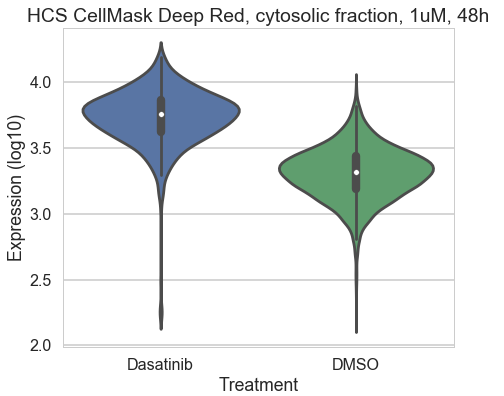 HCS CellMask Deep Red, cytosolic fraction, 1uM, 48h
Expression (log10)
4.0
3.5
3.0
2.5
2.0
Dasatinib DMSO
Treatment